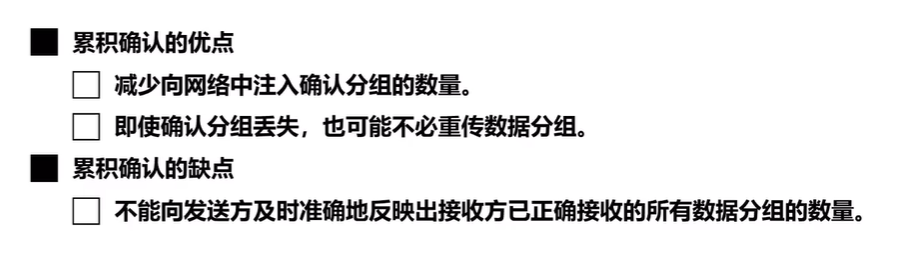 累积确认的优点
减少向网络中注入确认分组的数量。
即使确认分组丢失，也可能不必重传数据分组。
累积确认的缺点
不能向发送方及时准确地反映出接收方已正确接收的所有数据分组的数量。